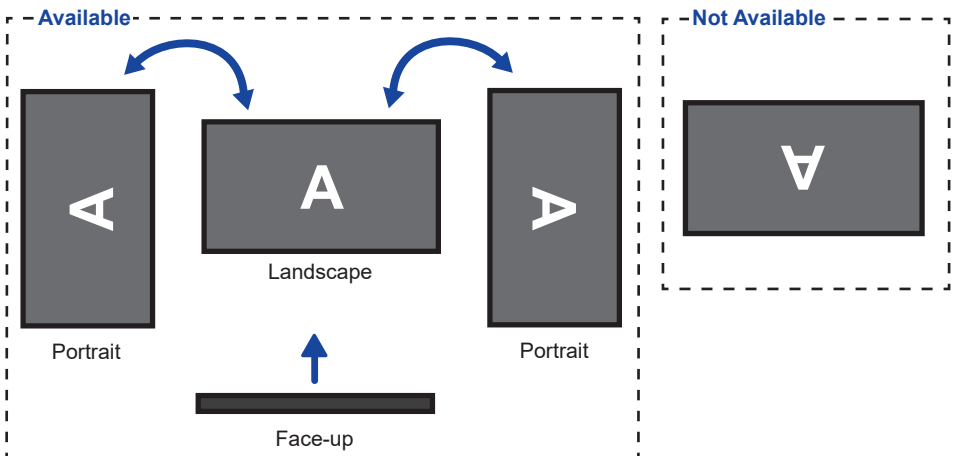 Available
Not Available
A
A
A
A
Landscape
Portrait
Portrait
Face-up